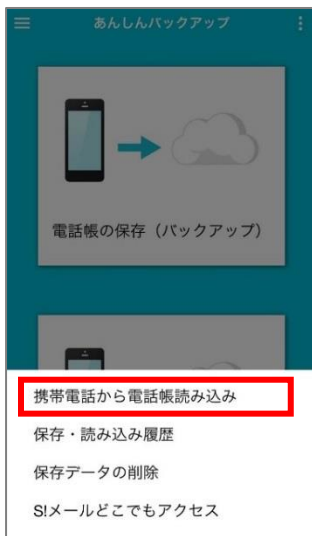 あんしんバックアップ
電話帳の保存（バックアップ）
携帯電話から電話帳読み込み
保存・読み込み履歴
保存データの削除
S!メールどこでもアクセス